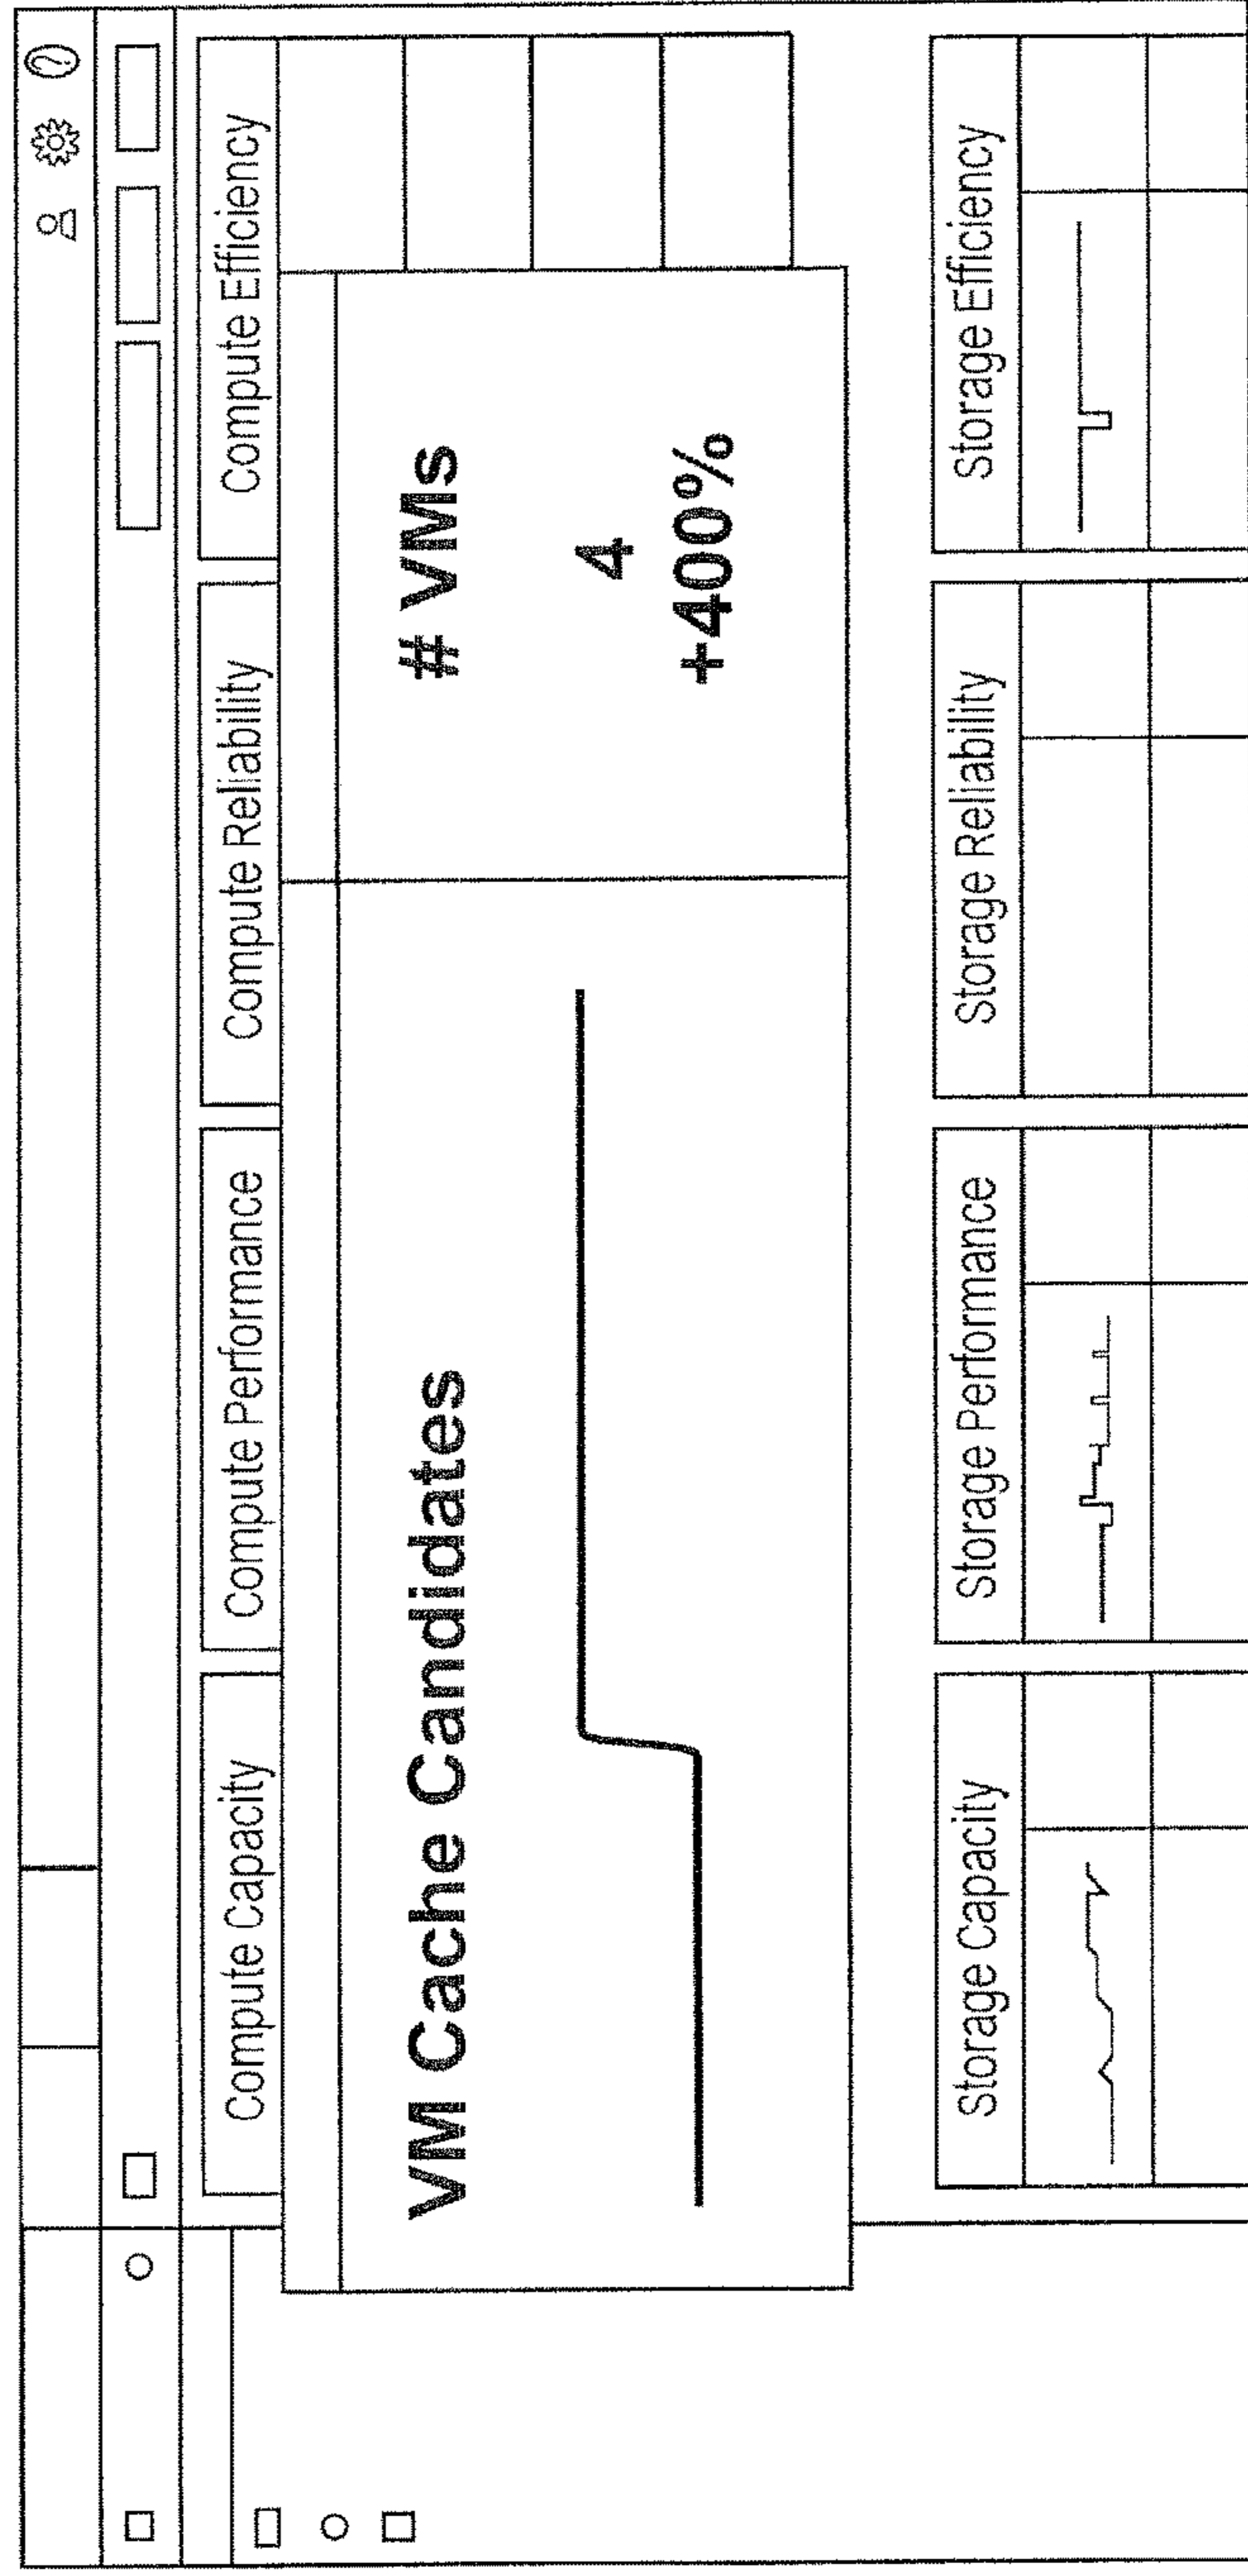 Compute Capacity
Compute Performance
Compute Reliability
Compute Efficiency
VM Cache Candidates
# VMs
4
+400%
Storage Capacity
Storage Performance
Storage Reliability
Storage Efficiency